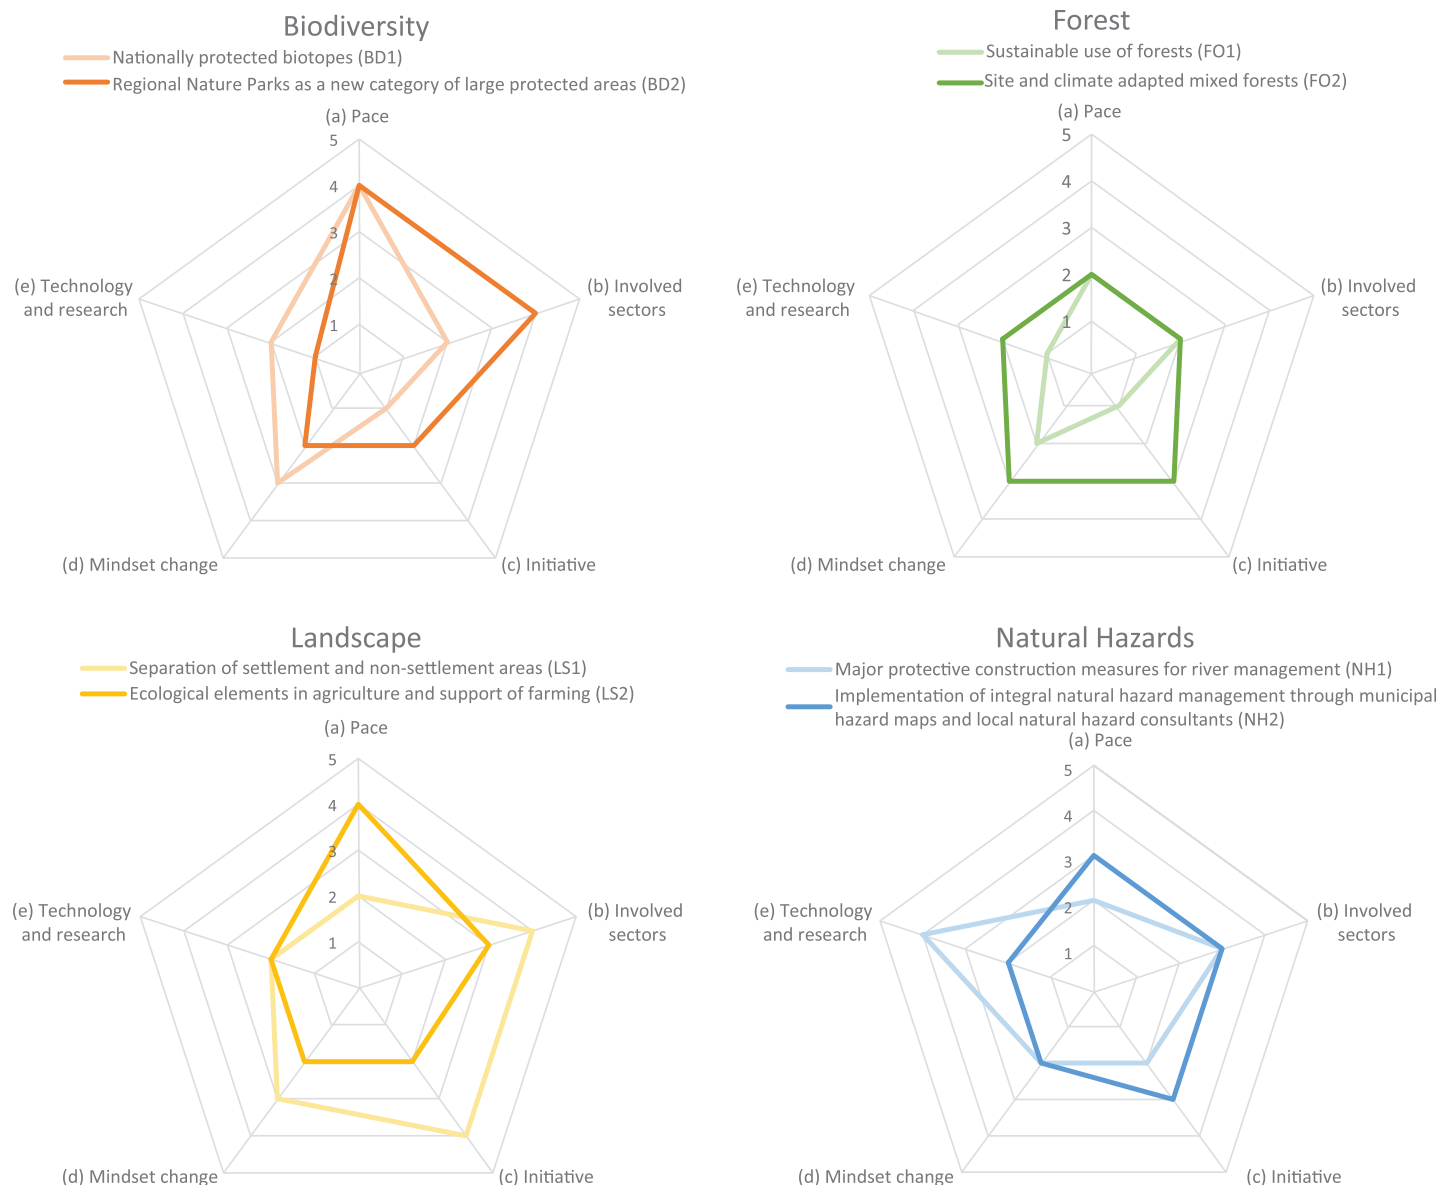 Biodiversity
Nationally protected biotopes (BD1)
Regional Nature Parks as a new category of large protected areas (BD2)
(a) Pace
5
4
3
2
1
(b) Involved
sectors
(c) Initiative
(d) Mindset change
(e) Technology
and research
Forest
Sustainable use of forests (FO1)
Site and climate adapted mixed forests (FO2)
(a) Pace
5
4
3
2
1
(b) Involved
sectors
(c) Initiative
(d) Mindset change
(e) Technology
and research
Landscape
Separation of settlement and non-settlement areas (LS1)
Ecological elements in agriculture and support of farming (LS2)
(a) Pace
5
4
3
2
1
(b) Involved
sectors
(c) Initiative
(d) Mindset change
(e) Technology
and research
Natural Hazards
Major protective construction measures for river management (NH1)
Implementation of integral natural hazard management through municipal
hazard maps and local natural hazard consultants (NH2)
(a) Pace
5
4
3
2
1
(b) Involved
sectors
(c) Initiative
(d) Mindset change
(e) Technology
and research